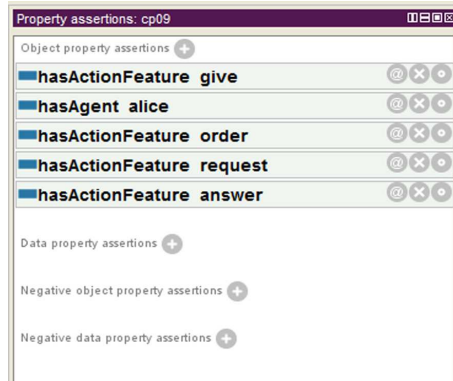 Property assertions: cp09
Object property assertions
hasActionFeature give
hasAgent alice
hasActionFeature order
hasActionFeature request
hasActionFeature answer
Data property assertions
Negative object property assertions
Negative data property assertions